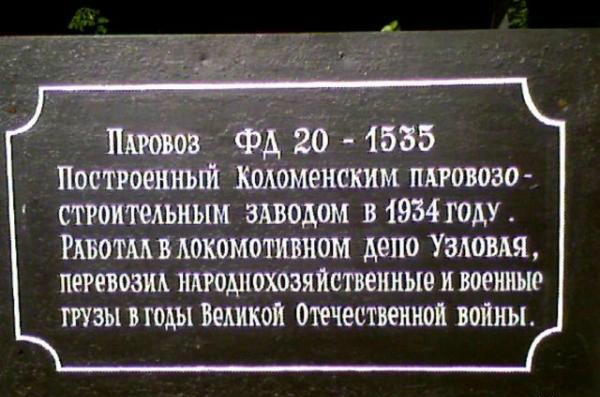 Паровоз ФД 20 - 1535
Построенный Коломенским паровозо-
строительным заводом в 1934 году.
Работал в локомотивном депо Узловая,
перевозил народнохозяйственные и военные
грузы в годы Великой Отечественной войны.